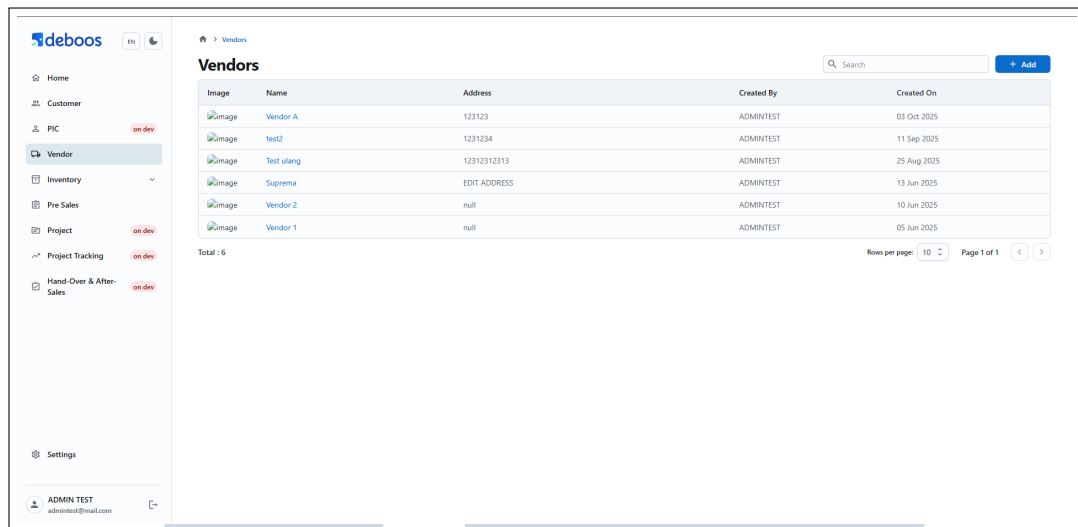 deboos
EN
Home
Customer
PIC on dev
Vendor
Inventory
Pre Sales
Project on dev
Project Tracking on dev
Hand-Over & After-
Sales
on dev
Settings
ADMIN TEST
admintest@mail.com
> Vendors
Vendors
Search
+ Add
Image Name Address Created By Created On
image Vendor A 123123 ADMINTEST 03 Oct 2025
image test2 1231234 ADMINTEST 11 Sep 2025
image Test ulang 12312312313 ADMINTEST 25 Aug 2025
image Suprema EDIT ADDRESS ADMINTEST 13 Jun 2025
image Vendor 2 null ADMINTEST 10 Jun 2025
image Vendor 1 null ADMINTEST 05 Jun 2025
Total : 6
Rows per page: 10 Page 1 of 1 < >